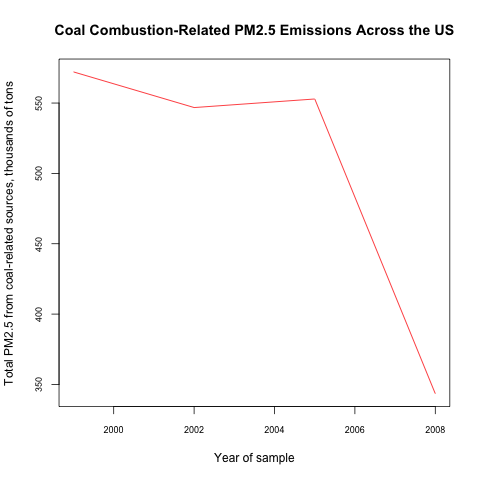 Coal Combustion-Related PM2.5 Emissions Across the US
Total PM2.5 from coal-related sources, thousands of tons
550
500
450
400
350
2000 2002 2004 2006 2008
Year of sample